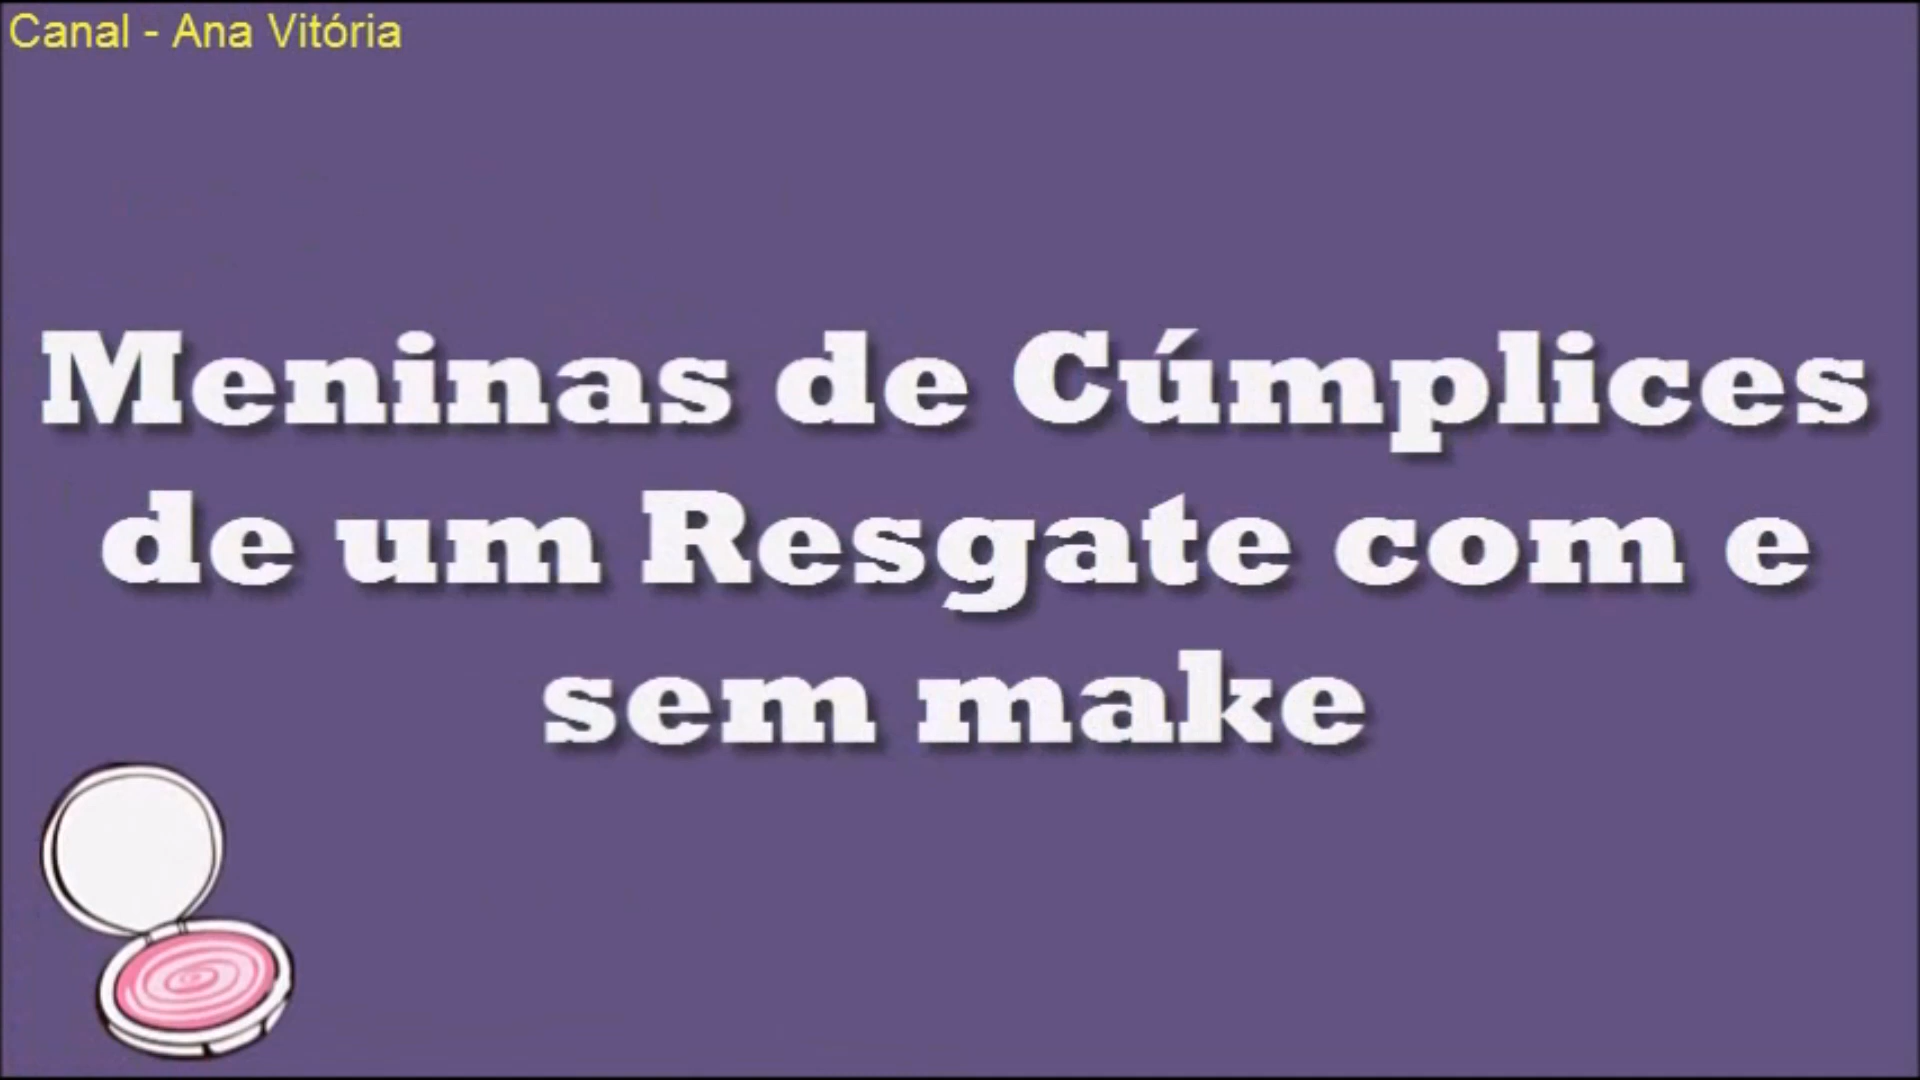 Canal - Ana Vitória
Meninas de Cúmplices
de um Resgate com e
sem make